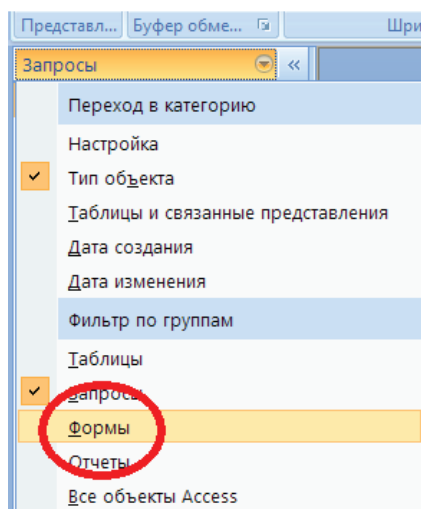 Представл... Буфер обме... Шри
Запросы «
Переход в категорию
Настройка
Тип объекта
Таблицы и связанные представления
Дата создания
Дата изменения
Фильтр по группам
Таблицы
Запросы
Формы
Отчеты
Все объекты Access